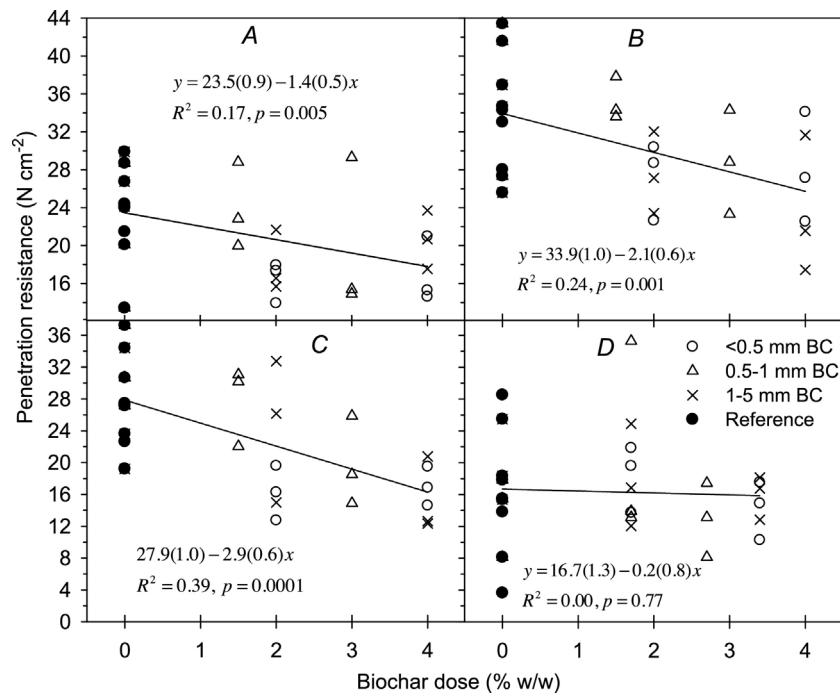 Penetration resistance (N cm⁻²)
44
40
36
32
28
24
20
16
A
y = 23.5(0.9) − 1.4(0.5)x
R² = 0.17, p = 0.005
B
y = 33.9(1.0) − 2.1(0.6)x
R² = 0.24, p = 0.001
36
32
28
24
20
16
12
8
4
0
C
27.9(1.0) − 2.9(0.6)x
R² = 0.39, p = 0.0001
D
<0.5 mm BC
0.5-1 mm BC
1-5 mm BC
Reference
y = 16.7(1.3) − 0.2(0.8)x
R² = 0.00, p = 0.77
0 1 2 3 4 0 1 2 3 4
Biochar dose (% w/w)